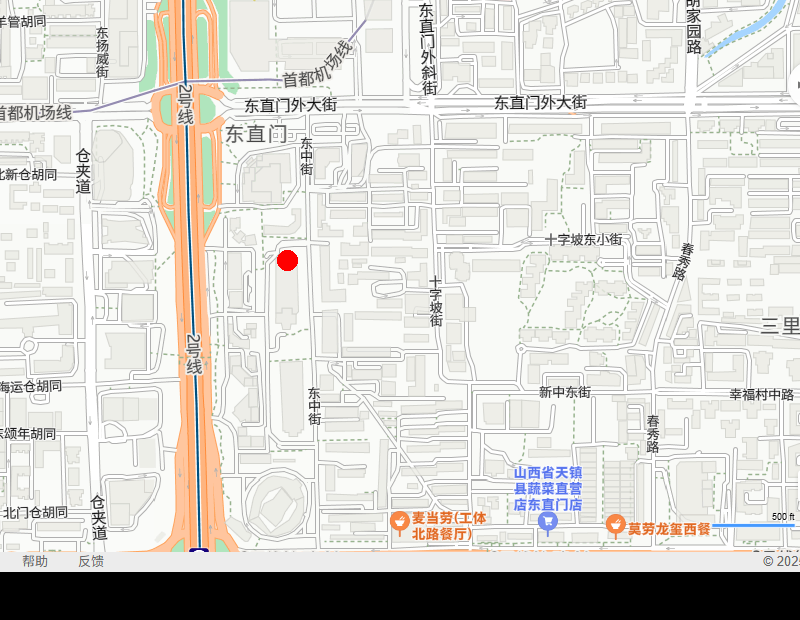 羊管胡同
东扬威街
2号线
首都机场线
东直门外斜街
胡家园路
首都机场线
东直门外大街
东直门外大街
东直门
东中街
仓夹道
北新仓胡同
十字坡东小街
春秀路
十字坡街
三里
2号线
海运仓胡同
东中街
新中东街
幸福村中路
春秀路
东颂年胡同
北门仓胡同
仓夹道
山西省天镇
县蔬菜直营
店东直门店
麦当劳(工体
北路餐厅)
莫劳龙玺西餐
500 ft
帮助
反馈
© 202